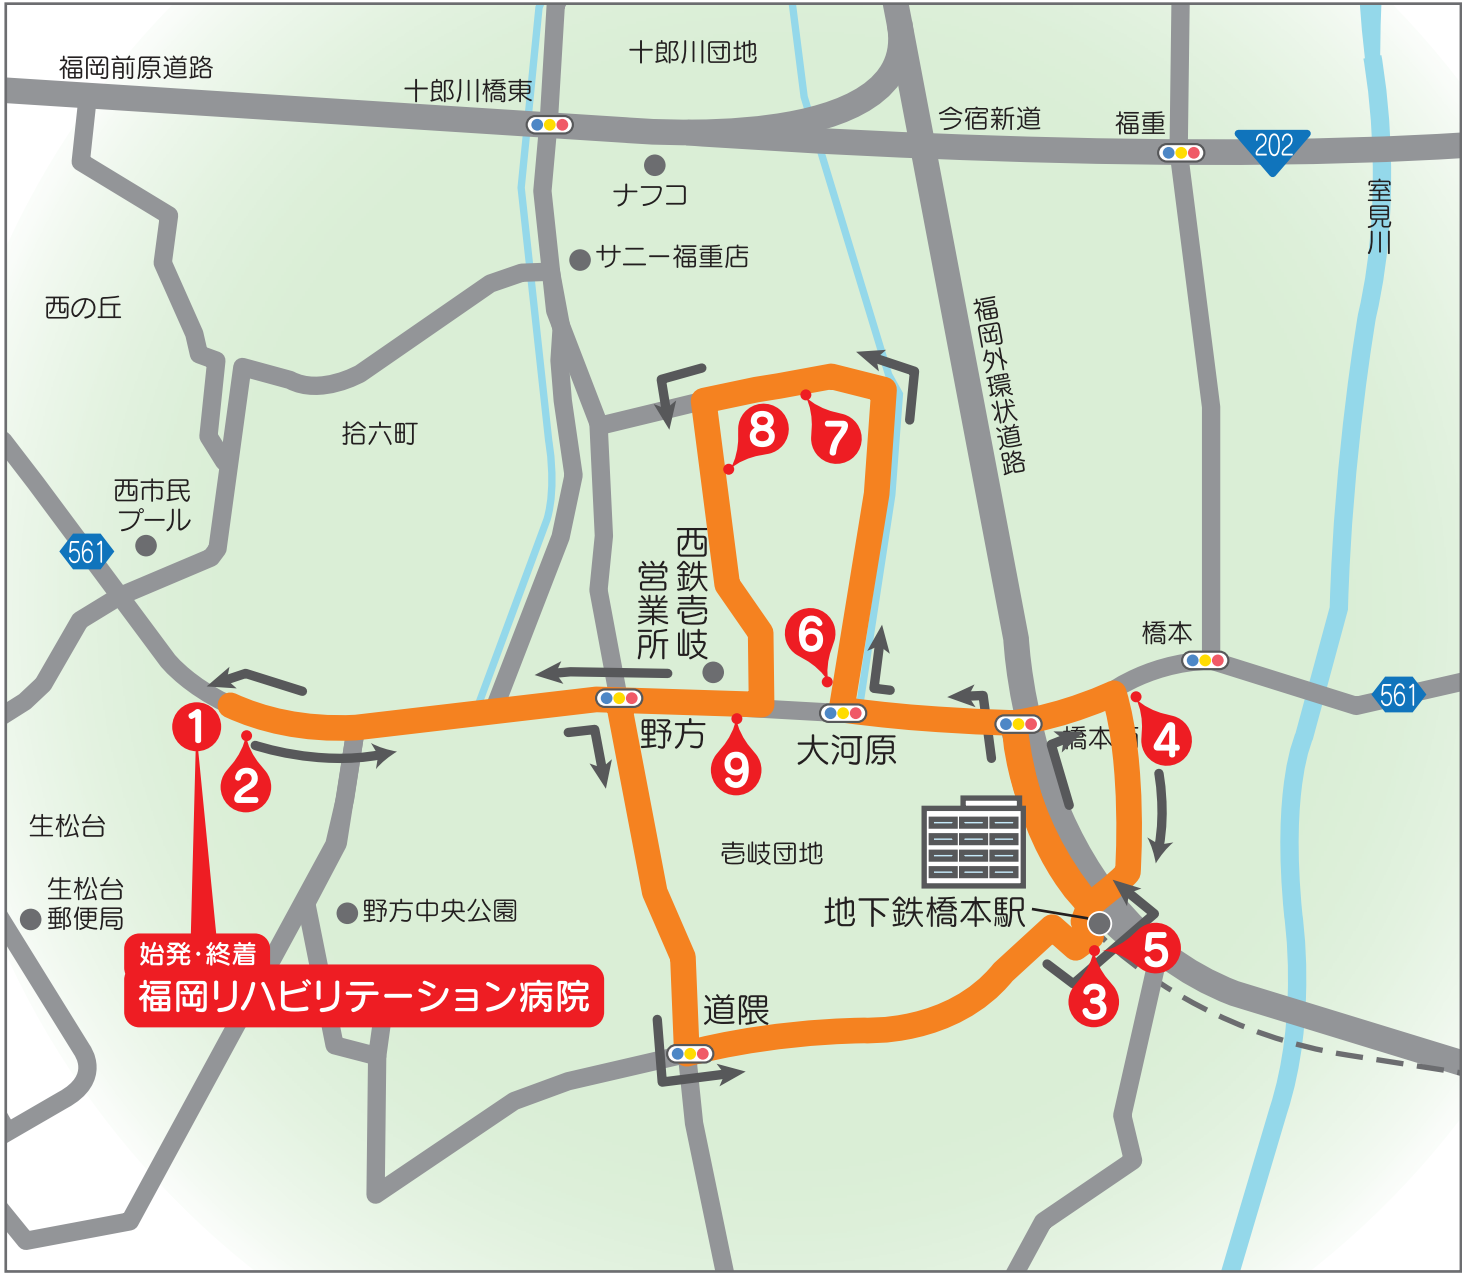 十郎川団地
福岡前原道路
十郎川橋東
今宿新道
福重
202
ナフコ
室見川
サニー福重店
西の丘
福岡外環状道路
拾六町
8
7
西市民
プール
561
西鉄壱岐
営業所
6
橋本
561
1
2
野方
9
大河原
4
生松台
壱岐団地
生松台
郵便局
野方中央公園
地下鉄橋本駅
始発・終着
福岡リハビリテーション病院
5
3
道隈